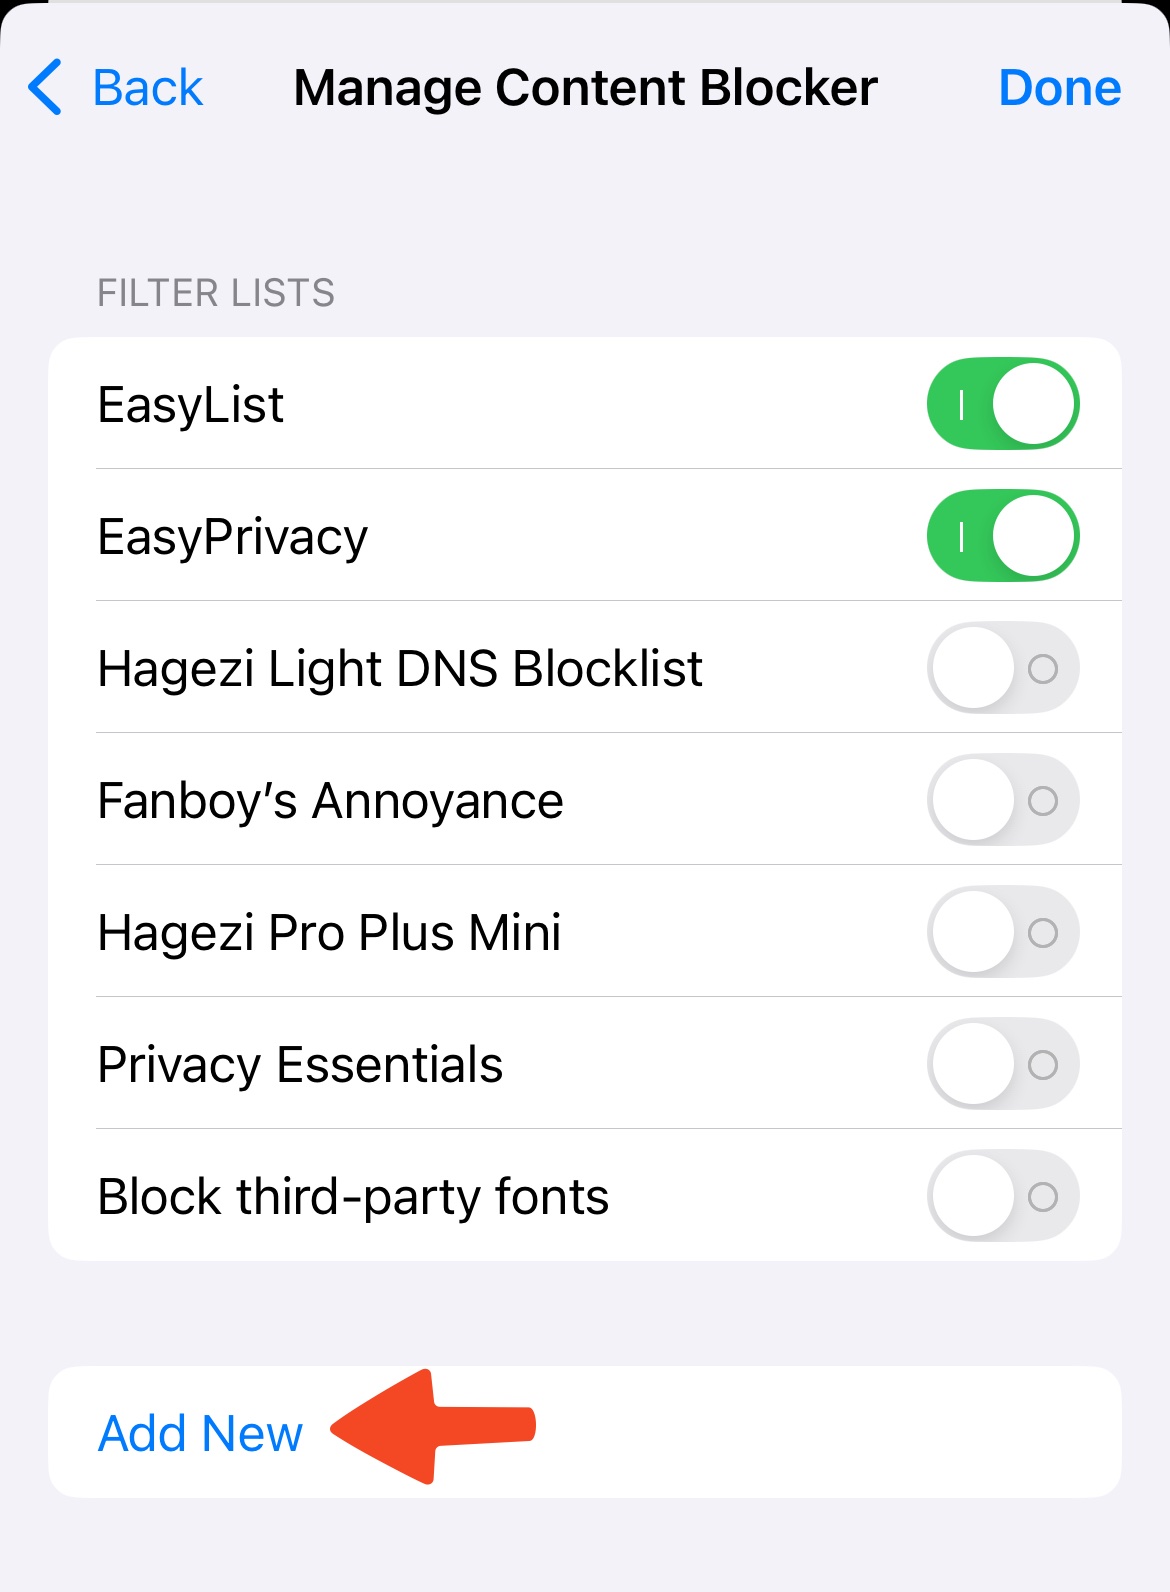 Back
Manage Content Blocker
Done
FILTER LISTS
EasyList
EasyPrivacy
Hagezi Light DNS Blocklist
Fanboy’s Annoyance
Hagezi Pro Plus Mini
Privacy Essentials
Block third-party fonts
Add New